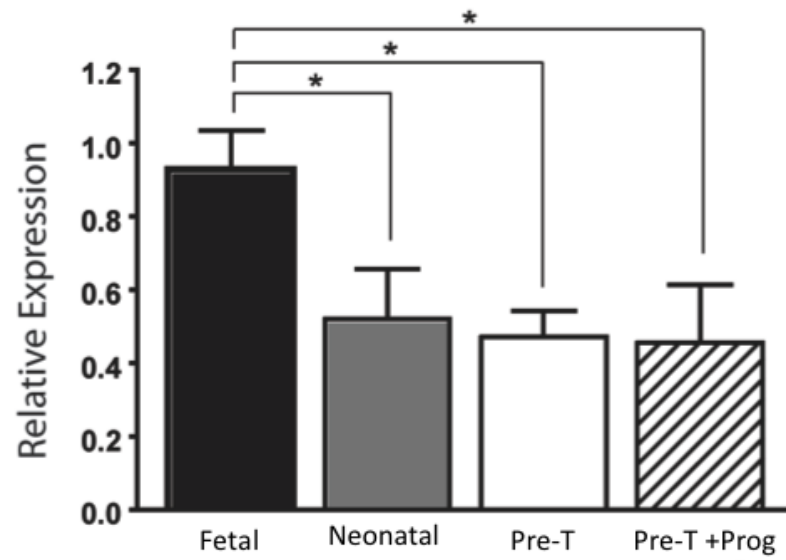 *
*
*
1.2
1.0
0.8
0.6
0.4
0.2
0.0
Relative Expression
Fetal
Neonatal
Pre-T
Pre-T +Prog